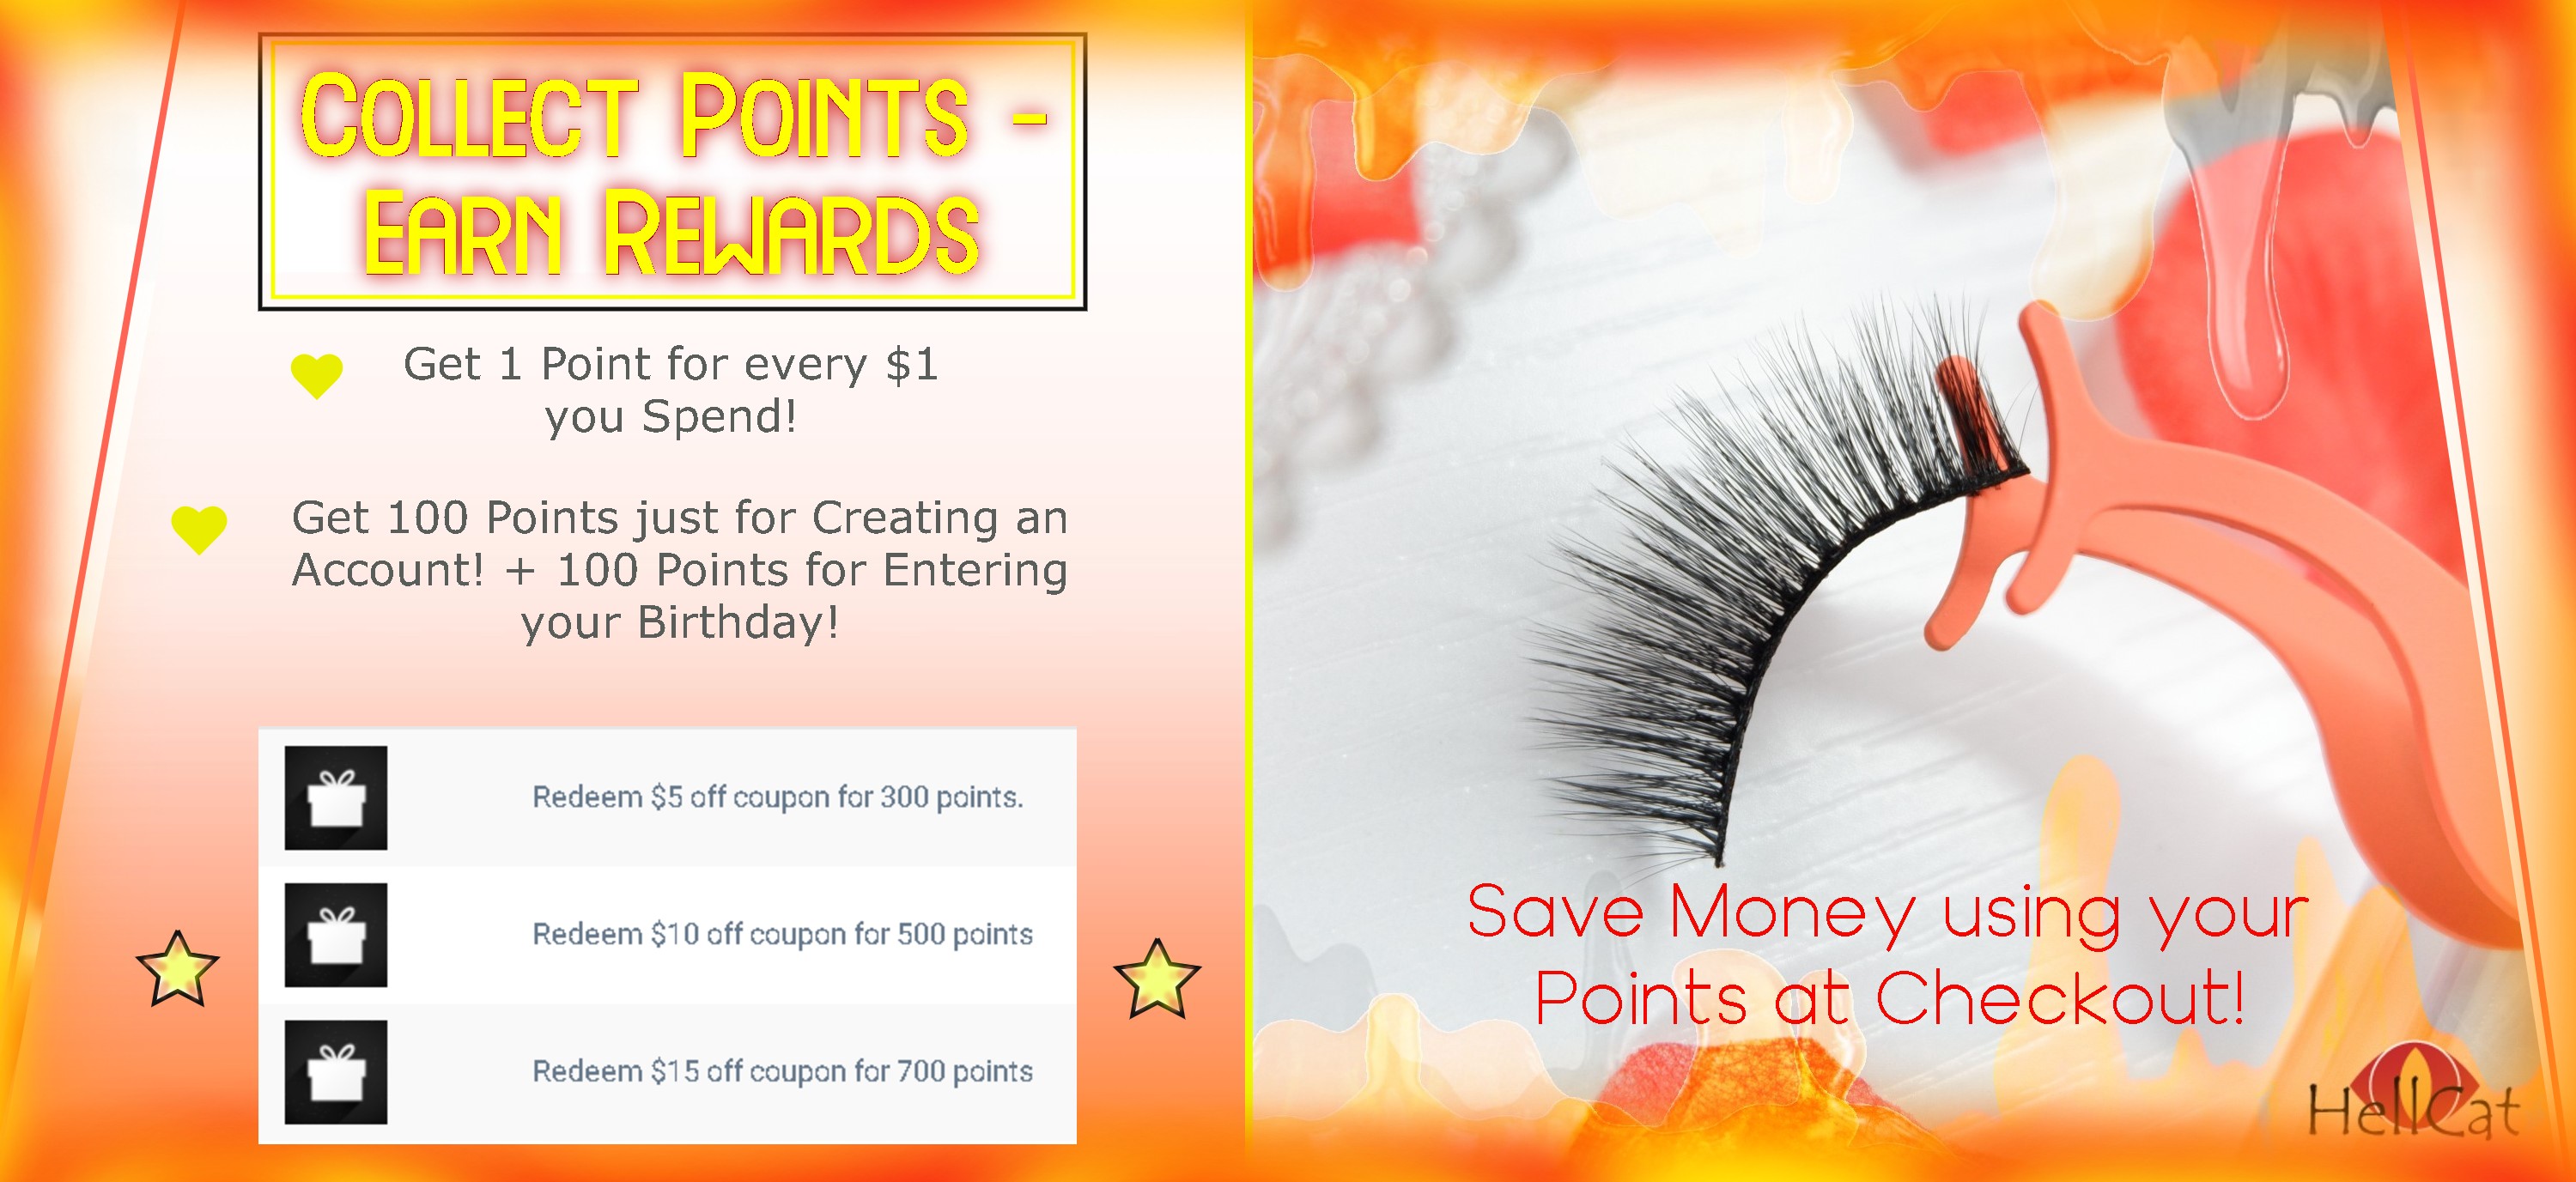 Collect Points -
Earn Rewards
Get 1 Point for every $1
you Spend!
Get 100 Points just for Creating an
Account! + 100 Points for Entering
your Birthday!
Redeem $5 off coupon for 300 points.
Redeem $10 off coupon for 500 points
Redeem $15 off coupon for 700 points
Save Money using your
Points at Checkout!
HellCat